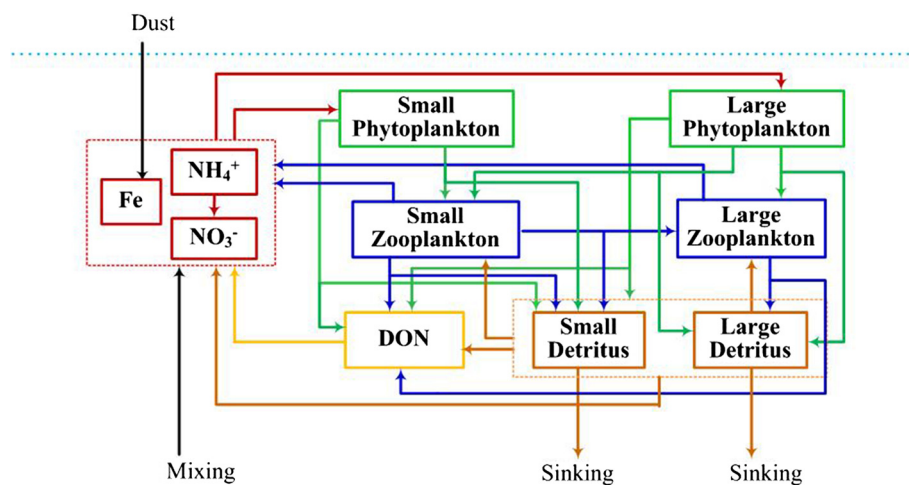 Dust
Small
Phytoplankton
Large
Phytoplankton
NH₄⁺
Fe
NO₃⁻
Small
Zooplankton
Large
Zooplankton
DON
Small
Detritus
Large
Detritus
Mixing
Sinking
Sinking